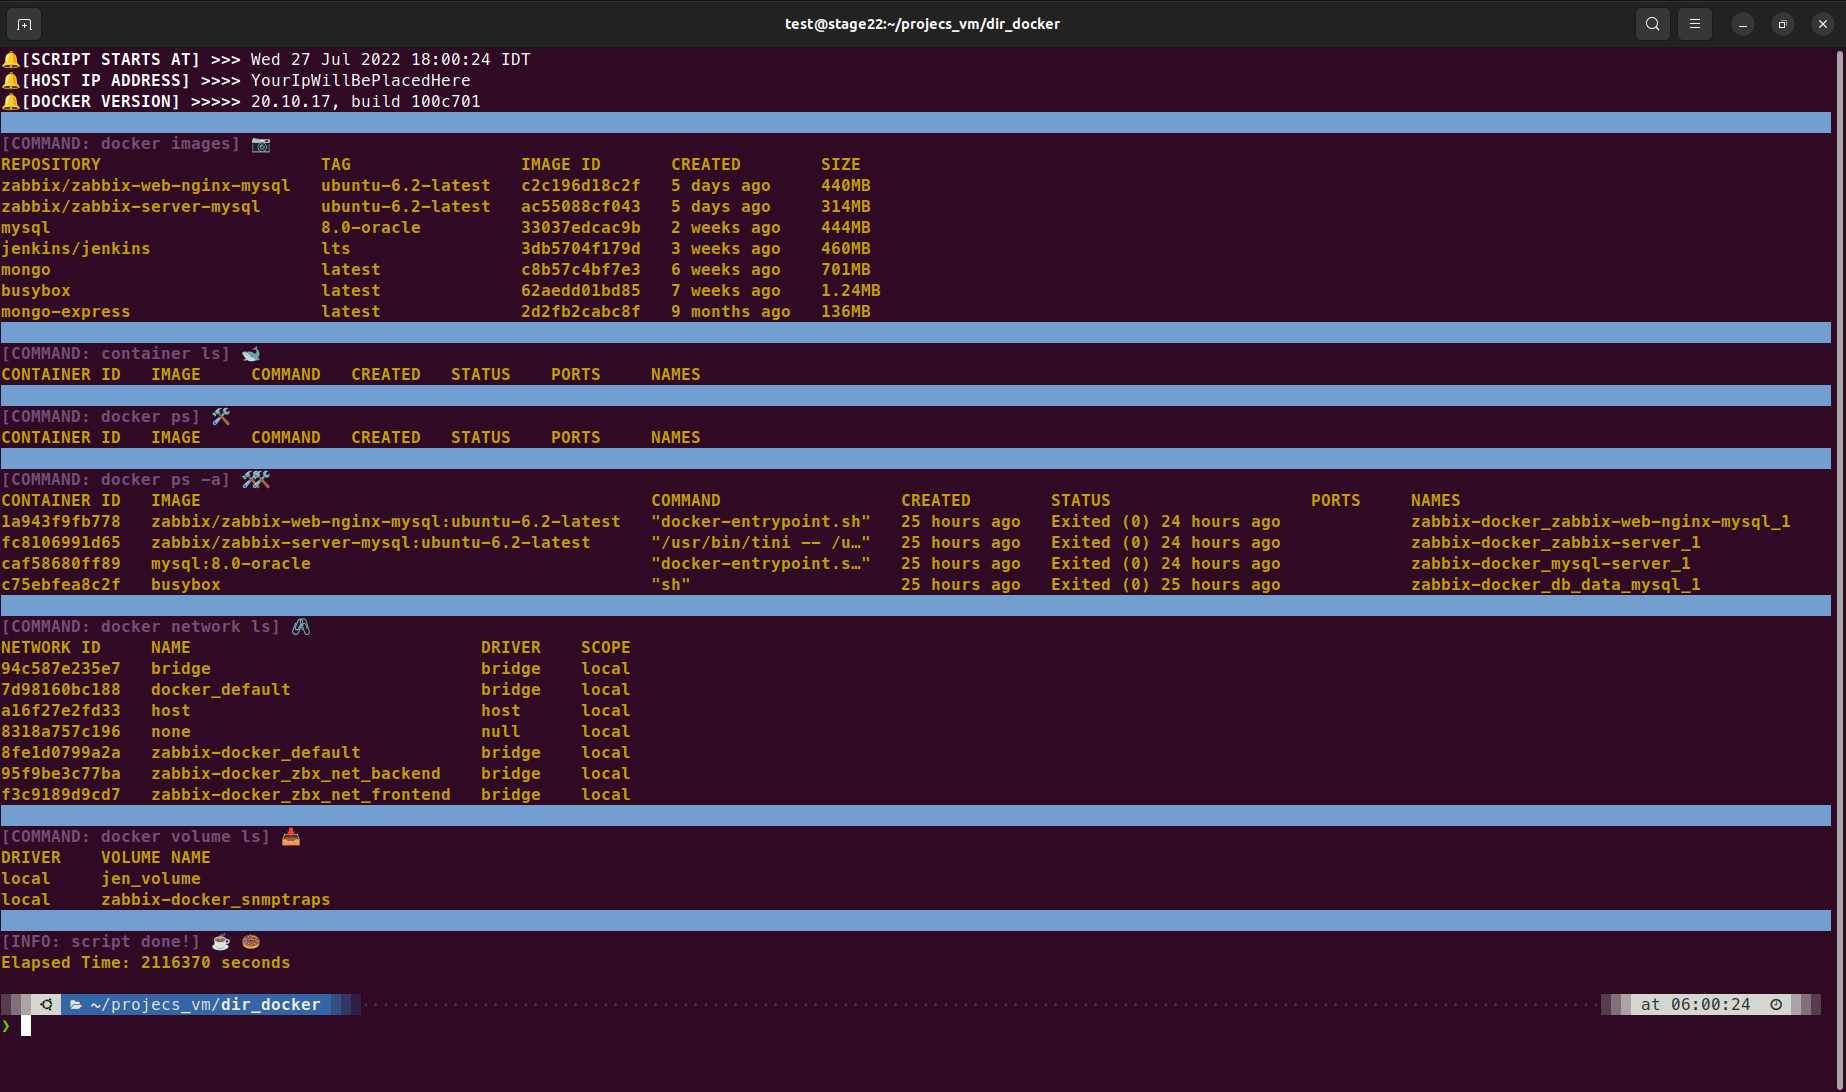 test@stage22:~/projecs_vm/dir_docker
🔔[SCRIPT STARTS AT] >>> Wed 27 Jul 2022 18:00:24 IDT
🔔[HOST IP ADDRESS] >>>> YourIpWillBePlacedHere
🔔[DOCKER VERSION] >>>>> 20.10.17, build 100c701
[COMMAND: docker images] 📷
REPOSITORY                      TAG                 IMAGE ID       CREATED        SIZE
zabbix/zabbix-web-nginx-mysql   ubuntu-6.2-latest   c2c196d18c2f   5 days ago     440MB
zabbix/zabbix-server-mysql      ubuntu-6.2-latest   ac55088cf043   5 days ago     314MB
mysql                           8.0-oracle          33037edcac9b   2 weeks ago    444MB
jenkins/jenkins                 lts                 3db5704f179d   3 weeks ago    460MB
mongo                           latest              c8b57c4bf7e3   6 weeks ago    701MB
busybox                         latest              62aedd01bd85   7 weeks ago    1.24MB
mongo-express                   latest              2d2fb2cabc8f   9 months ago   136MB
[COMMAND: container ls] 🐋
CONTAINER ID   IMAGE     COMMAND   CREATED   STATUS    PORTS     NAMES
[COMMAND: docker ps] 🛠
CONTAINER ID   IMAGE     COMMAND   CREATED   STATUS    PORTS     NAMES
[COMMAND: docker ps -a] 🛠🛠
CONTAINER ID   IMAGE                                             COMMAND                  CREATED        STATUS                    PORTS     NAMES
1a943f9fb778   zabbix/zabbix-web-nginx-mysql:ubuntu-6.2-latest   "docker-entrypoint.sh"   25 hours ago   Exited (0) 24 hours ago             zabbix-docker_zabbix-web-nginx-mysql_1
fc8106991d65   zabbix/zabbix-server-mysql:ubuntu-6.2-latest      "/usr/bin/tini -- /u…"   25 hours ago   Exited (0) 24 hours ago             zabbix-docker_zabbix-server_1
caf58680ff89   mysql:8.0-oracle                                  "docker-entrypoint.s…"   25 hours ago   Exited (0) 24 hours ago             zabbix-docker_mysql-server_1
c75ebfea8c2f   busybox                                           "sh"                     25 hours ago   Exited (0) 25 hours ago             zabbix-docker_db_data_mysql_1
[COMMAND: docker network ls] 🖇
NETWORK ID     NAME                             DRIVER    SCOPE
94c587e235e7   bridge                           bridge    local
7d98160bc188   docker_default                   bridge    local
a16f27e2fd33   host                             host      local
8318a757c196   none                             null      local
8fe1d0799a2a   zabbix-docker_default            bridge    local
95f9be3c77ba   zabbix-docker_zbx_net_backend    bridge    local
f3c9189d9cd7   zabbix-docker_zbx_net_frontend   bridge    local
[COMMAND: docker volume ls] 📥
DRIVER    VOLUME NAME
local     jen_volume
local     zabbix-docker_snmptraps
[INFO: script done!] ☕ 🍩
Elapsed Time: 2116370 seconds
~/projecs_vm/dir_docker at 06:00:24
❯